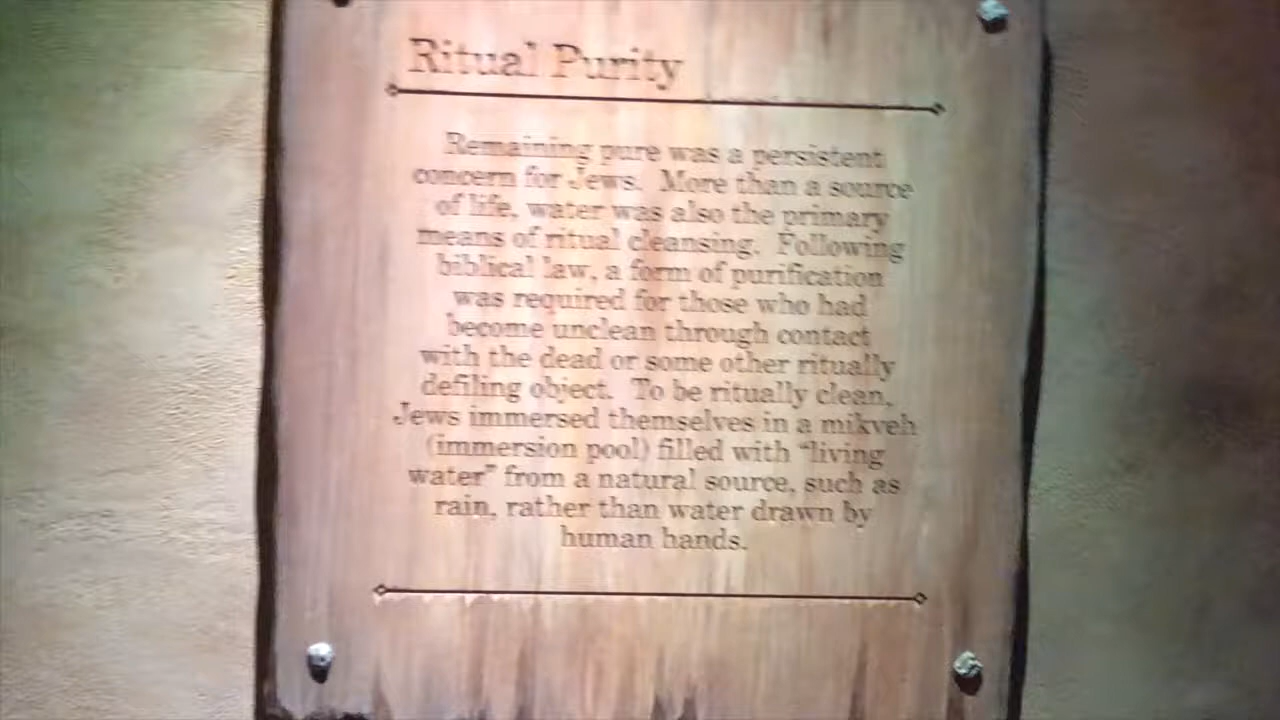 Ritual Purity
Remaining pure was a persistent
concern for Jews. More than a source
of life, water was also the primary
means of ritual cleansing. Following
biblical law, a form of purification
was required for those who had
become unclean through contact
with the dead or some other ritually
defiling object. To be ritually clean,
Jews immersed themselves in a mikveh
(immersion pool) filled with “living
water” from a natural source, such as
rain, rather than water drawn by
human hands.